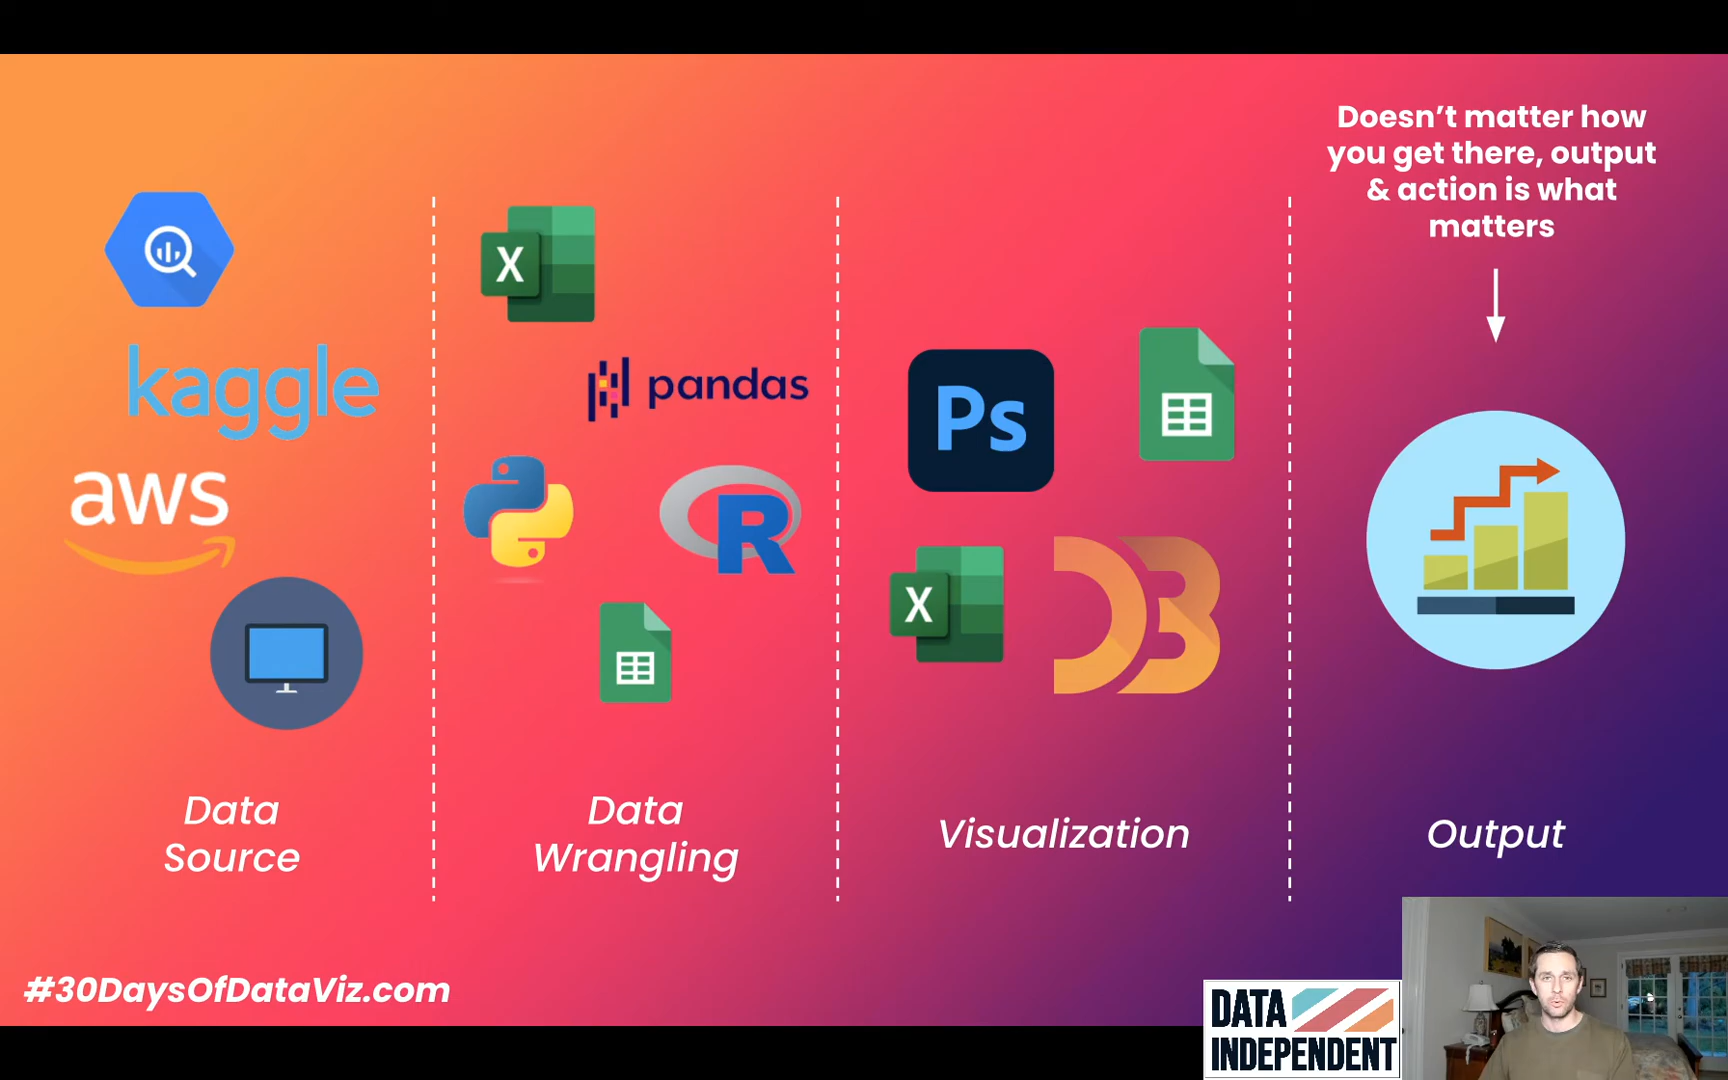 Doesn't matter how
you get there, output
& action is what
matters
kaggle
aws
X
pandas
R
Ps
X
D3
Data
Source
Data
Wrangling
Visualization
Output
#30DaysOfDataViz.com
DATA
INDEPENDENT